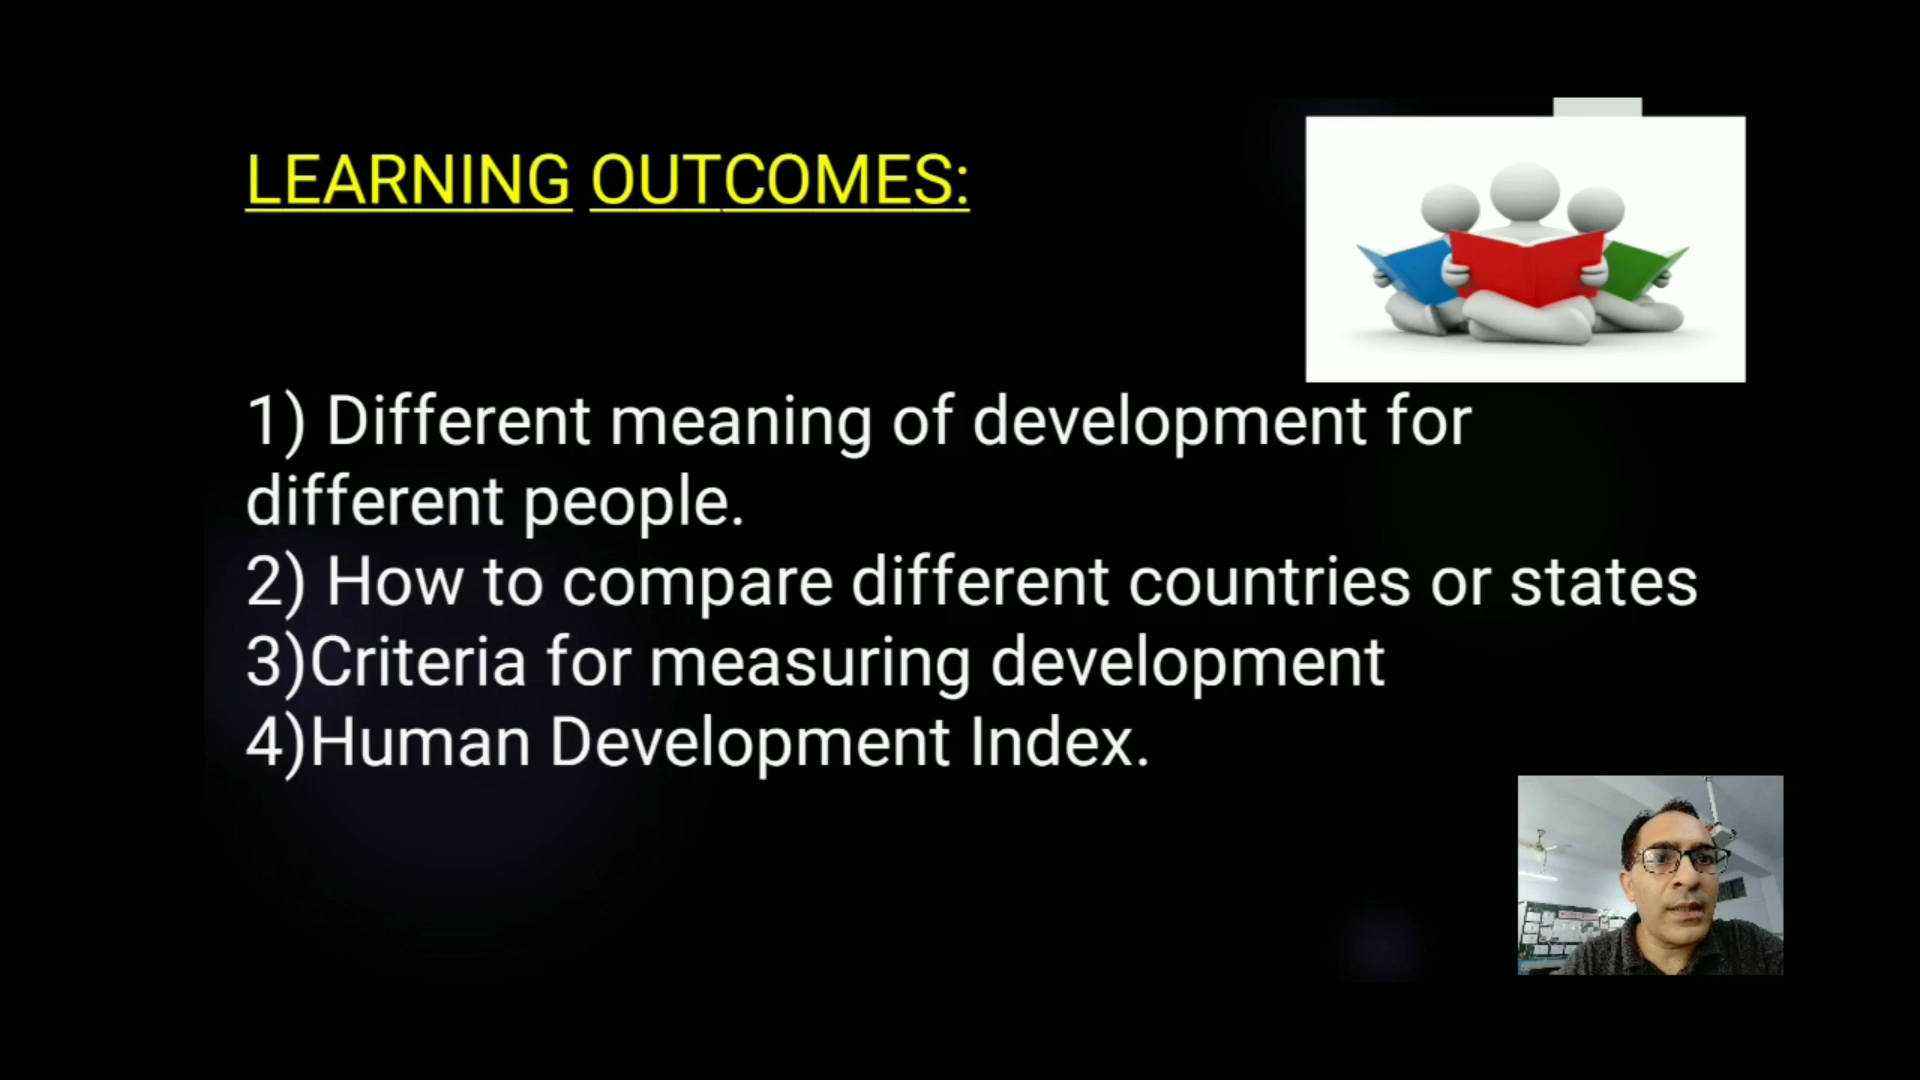 LEARNING OUTCOMES:
1) Different meaning of development for
different people.
2) How to compare different countries or states
3)Criteria for measuring development
4)Human Development Index.